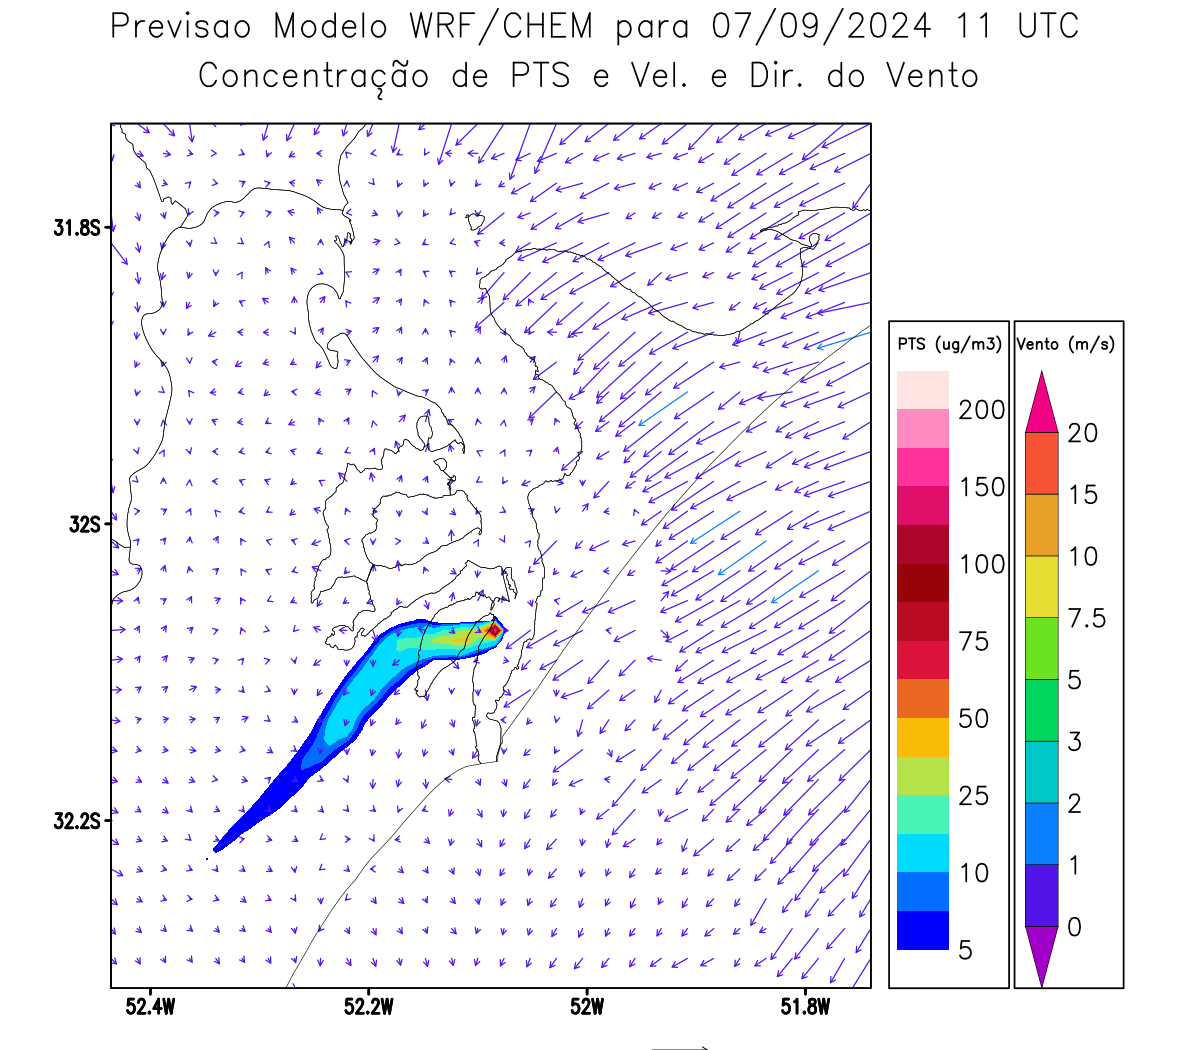 Previsao Modelo WRF/CHEM para 07/09/2024 11 UTC
Concentração de PTS e Vel. e Dir. do Vento
31.8S
32S
32.2S
52.4W
52.2W
52W
51.8W
PTS (ug/m3)
200
150
100
75
50
25
10
5
Vento (m/s)
20
15
10
7.5
5
3
2
1
0